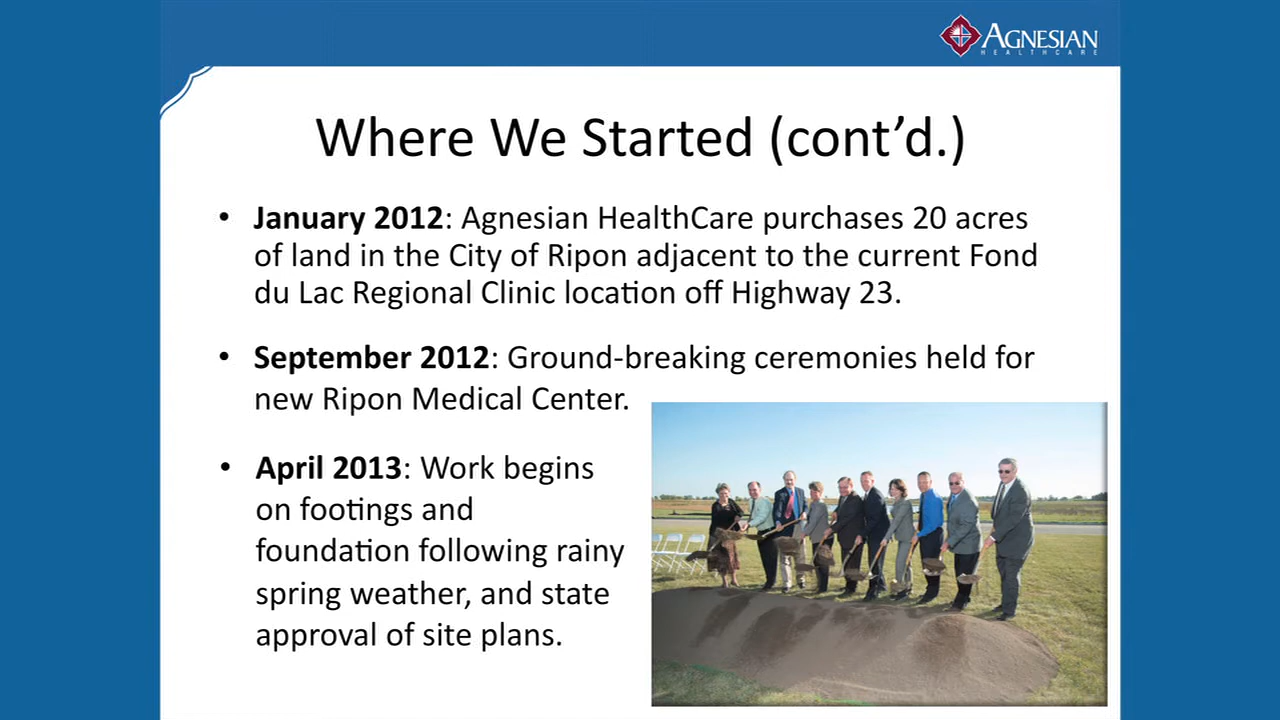 AGNESIAN
HEALTHCARE
Where We Started (cont’d.)
• January 2012: Agnesian HealthCare purchases 20 acres
of land in the City of Ripon adjacent to the current Fond
du Lac Regional Clinic location off Highway 23.
• September 2012: Ground-breaking ceremonies held for
new Ripon Medical Center.
• April 2013: Work begins
on footings and
foundation following rainy
spring weather, and state
approval of site plans.